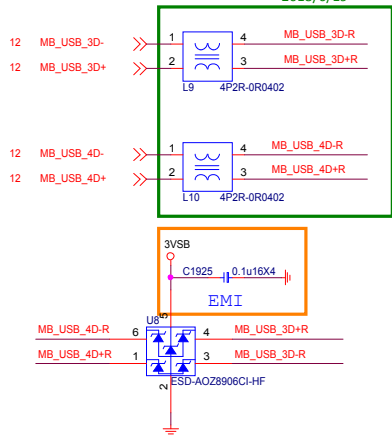 12 MB_USB_3D- 1 4 MB_USB_3D-R
12 MB_USB_3D+ 2 3 MB_USB_3D+R
L9 4P2R-0R0402
12 MB_USB_4D- 1 4 MB_USB_4D-R
12 MB_USB_4D+ 2 3 MB_USB_4D+R
L10 4P2R-0R0402
3VSB
C1925 0.1u16X4
EMI
U8 5
MB_USB_4D-R 6 4 MB_USB_3D+R
MB_USB_4D+R 1 3 MB_USB_3D-R
ESD-AOZ8906CI-HF
2